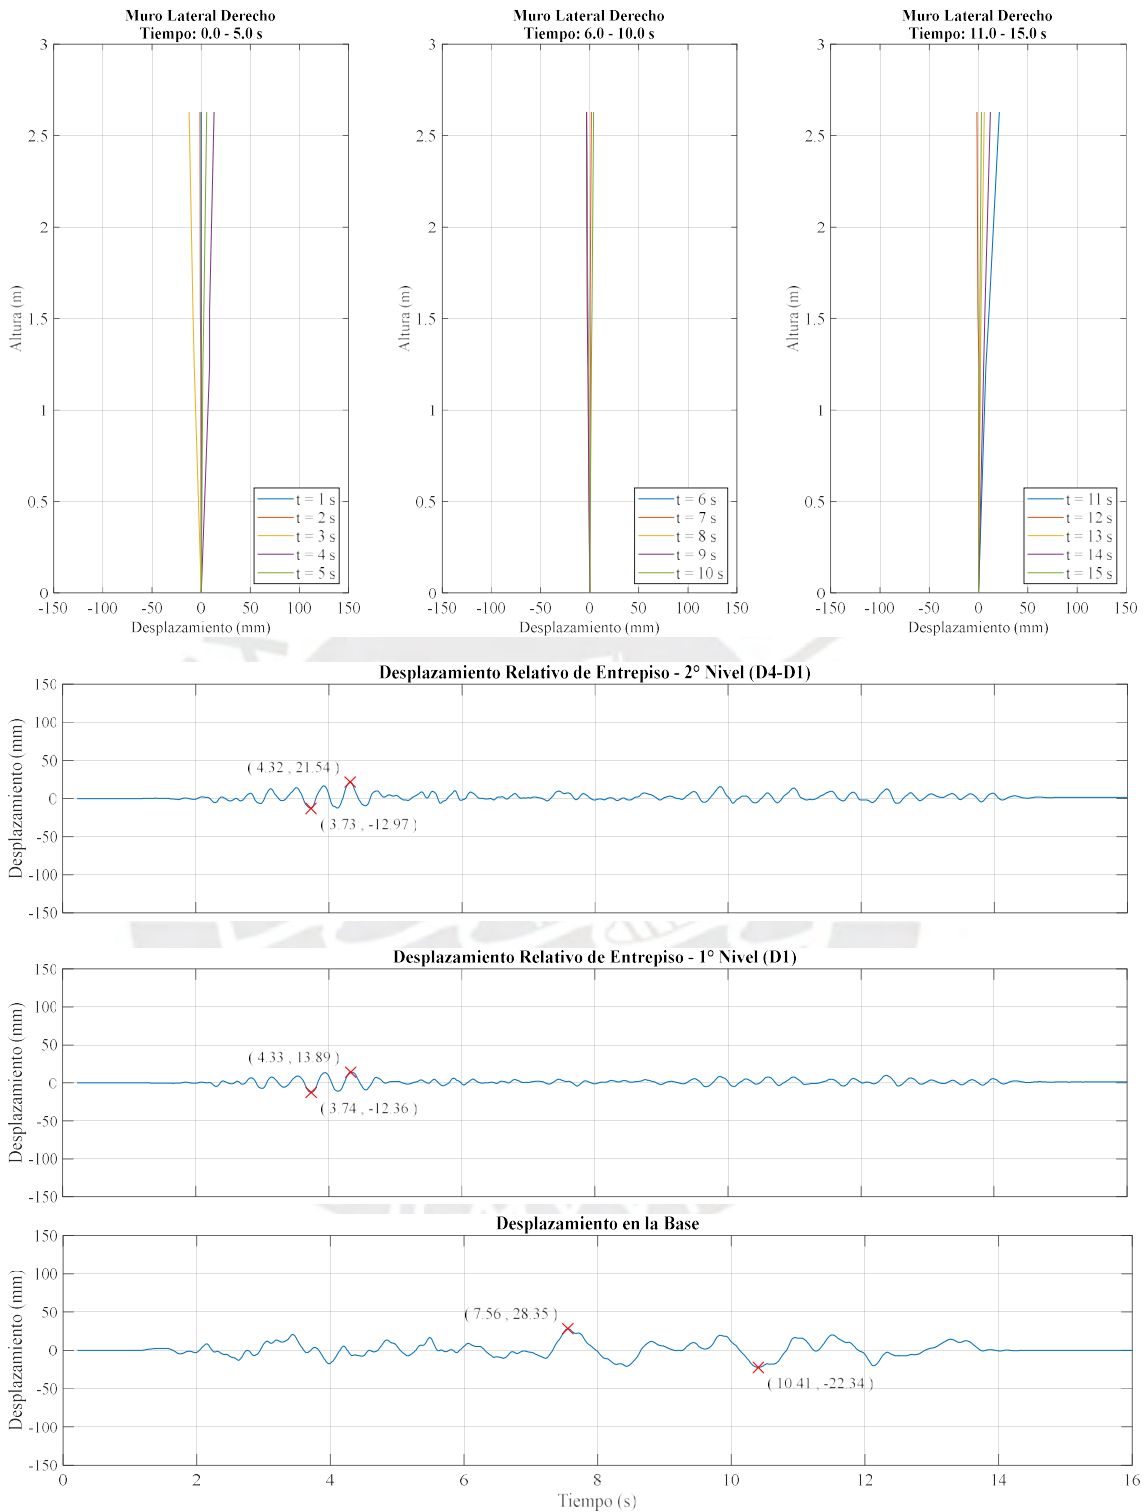 Muro Lateral Derecho
Tiempo: 0.0 - 5.0 s
3
2.5
2
1.5
1
0.5
0
Altura (m)
t = 1 s
t = 2 s
t = 3 s
t = 4 s
t = 5 s
-150 -100 -50 0 50 100 150
Desplazamiento (mm)
Muro Lateral Derecho
Tiempo: 6.0 - 10.0 s
3
2.5
2
1.5
1
0.5
0
Altura (m)
t = 6 s
t = 7 s
t = 8 s
t = 9 s
t = 10 s
-150 -100 -50 0 50 100 150
Desplazamiento (mm)
Muro Lateral Derecho
Tiempo: 11.0 - 15.0 s
3
2.5
2
1.5
1
0.5
0
Altura (m)
t = 11 s
t = 12 s
t = 13 s
t = 14 s
t = 15 s
-150 -100 -50 0 50 100 150
Desplazamiento (mm)
Desplazamiento Relativo de Entrepiso - 2° Nivel (D4-D1)
150
100
50
0
-50
-100
-150
Desplazamiento (mm)
( 4.32 , 21.54 )
( 3.73 , -12.97 )
Desplazamiento Relativo de Entrepiso - 1° Nivel (D1)
150
100
50
0
-50
-100
-150
Desplazamiento (mm)
( 4.33 , 13.89 )
( 3.74 , -12.36 )
Desplazamiento en la Base
150
100
50
0
-50
-100
-150
Desplazamiento (mm)
( 7.56 , 28.35 )
( 10.41 , -22.34 )
0 2 4 6 8 10 12 14 16
Tiempo (s)